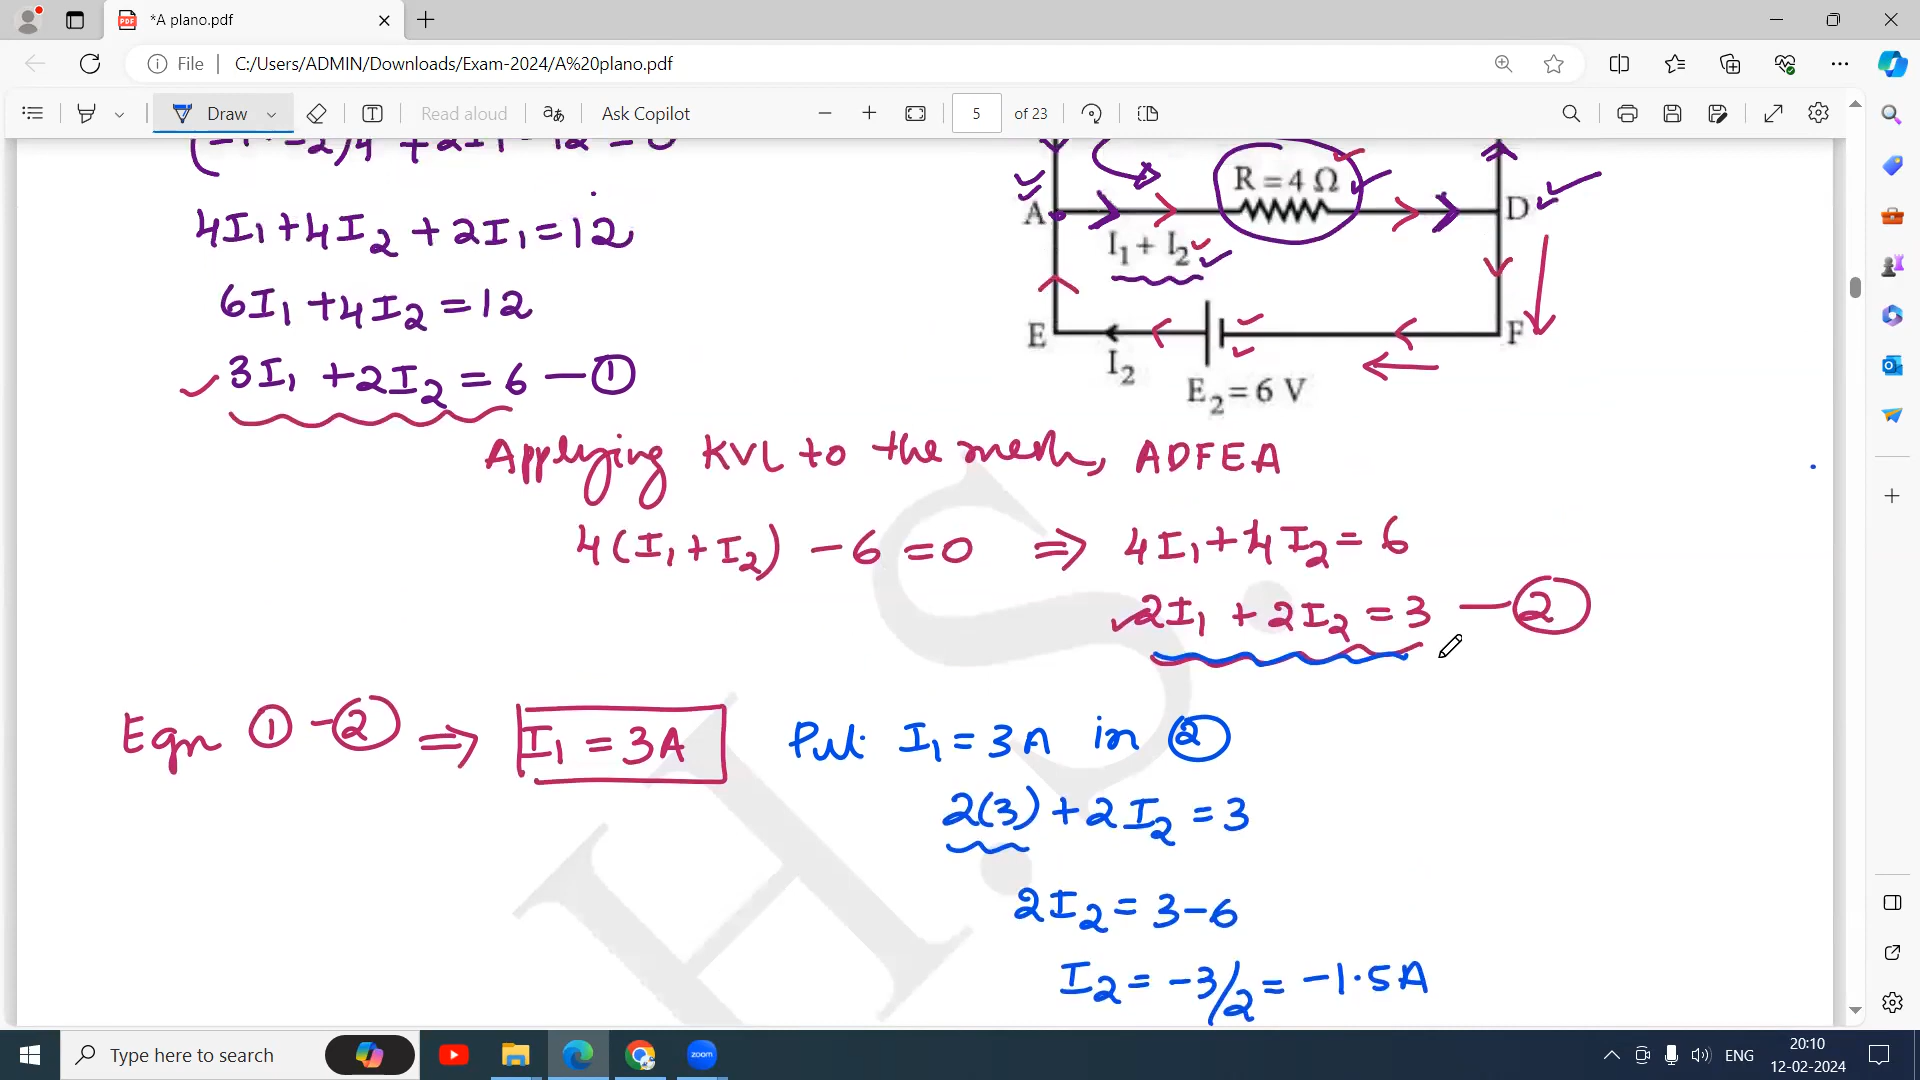 *A plano.pdf
File
C:/Users/ADMIN/Downloads/Exam-2024/A%20plano.pdf
Draw
Read aloud
aあ
Ask Copilot
5 of 23
4I₁+4I₂+2I₁=12
6I₁+4I₂=12
3I₁+2I₂=6 — ①
R = 4 Ω
A
D
I₁ + I₂
E
F
I₂
E₂ = 6 V
Applying KVL to the mesh, ADFEA
4(I₁+I₂) -6=0 ⇒ 4I₁+4I₂=6
2I₁+2I₂=3 — ②
Eqn ① - ② ⇒ I₁ = 3A
Put I₁=3A in ②
2(3)+2I₂=3
2I₂=3-6
I₂=-3/2=-1.5A
H.S.
Type here to search
zoom
ENG
20:10
12-02-2024